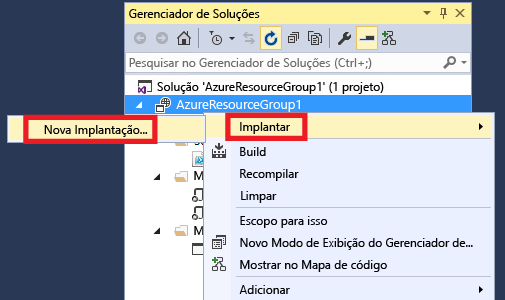 Gerenciador de Soluções
Pesquisar no Gerenciador de Soluções (Ctrl+;)
Solução 'AzureResourceGroup1' (1 projeto)
AzureResourceGroup1
Nova Implantação...
Implantar
Build
Recompilar
Limpar
Escopo para isso
Novo Modo de Exibição do Gerenciador de...
Mostrar no Mapa de código
Adicionar